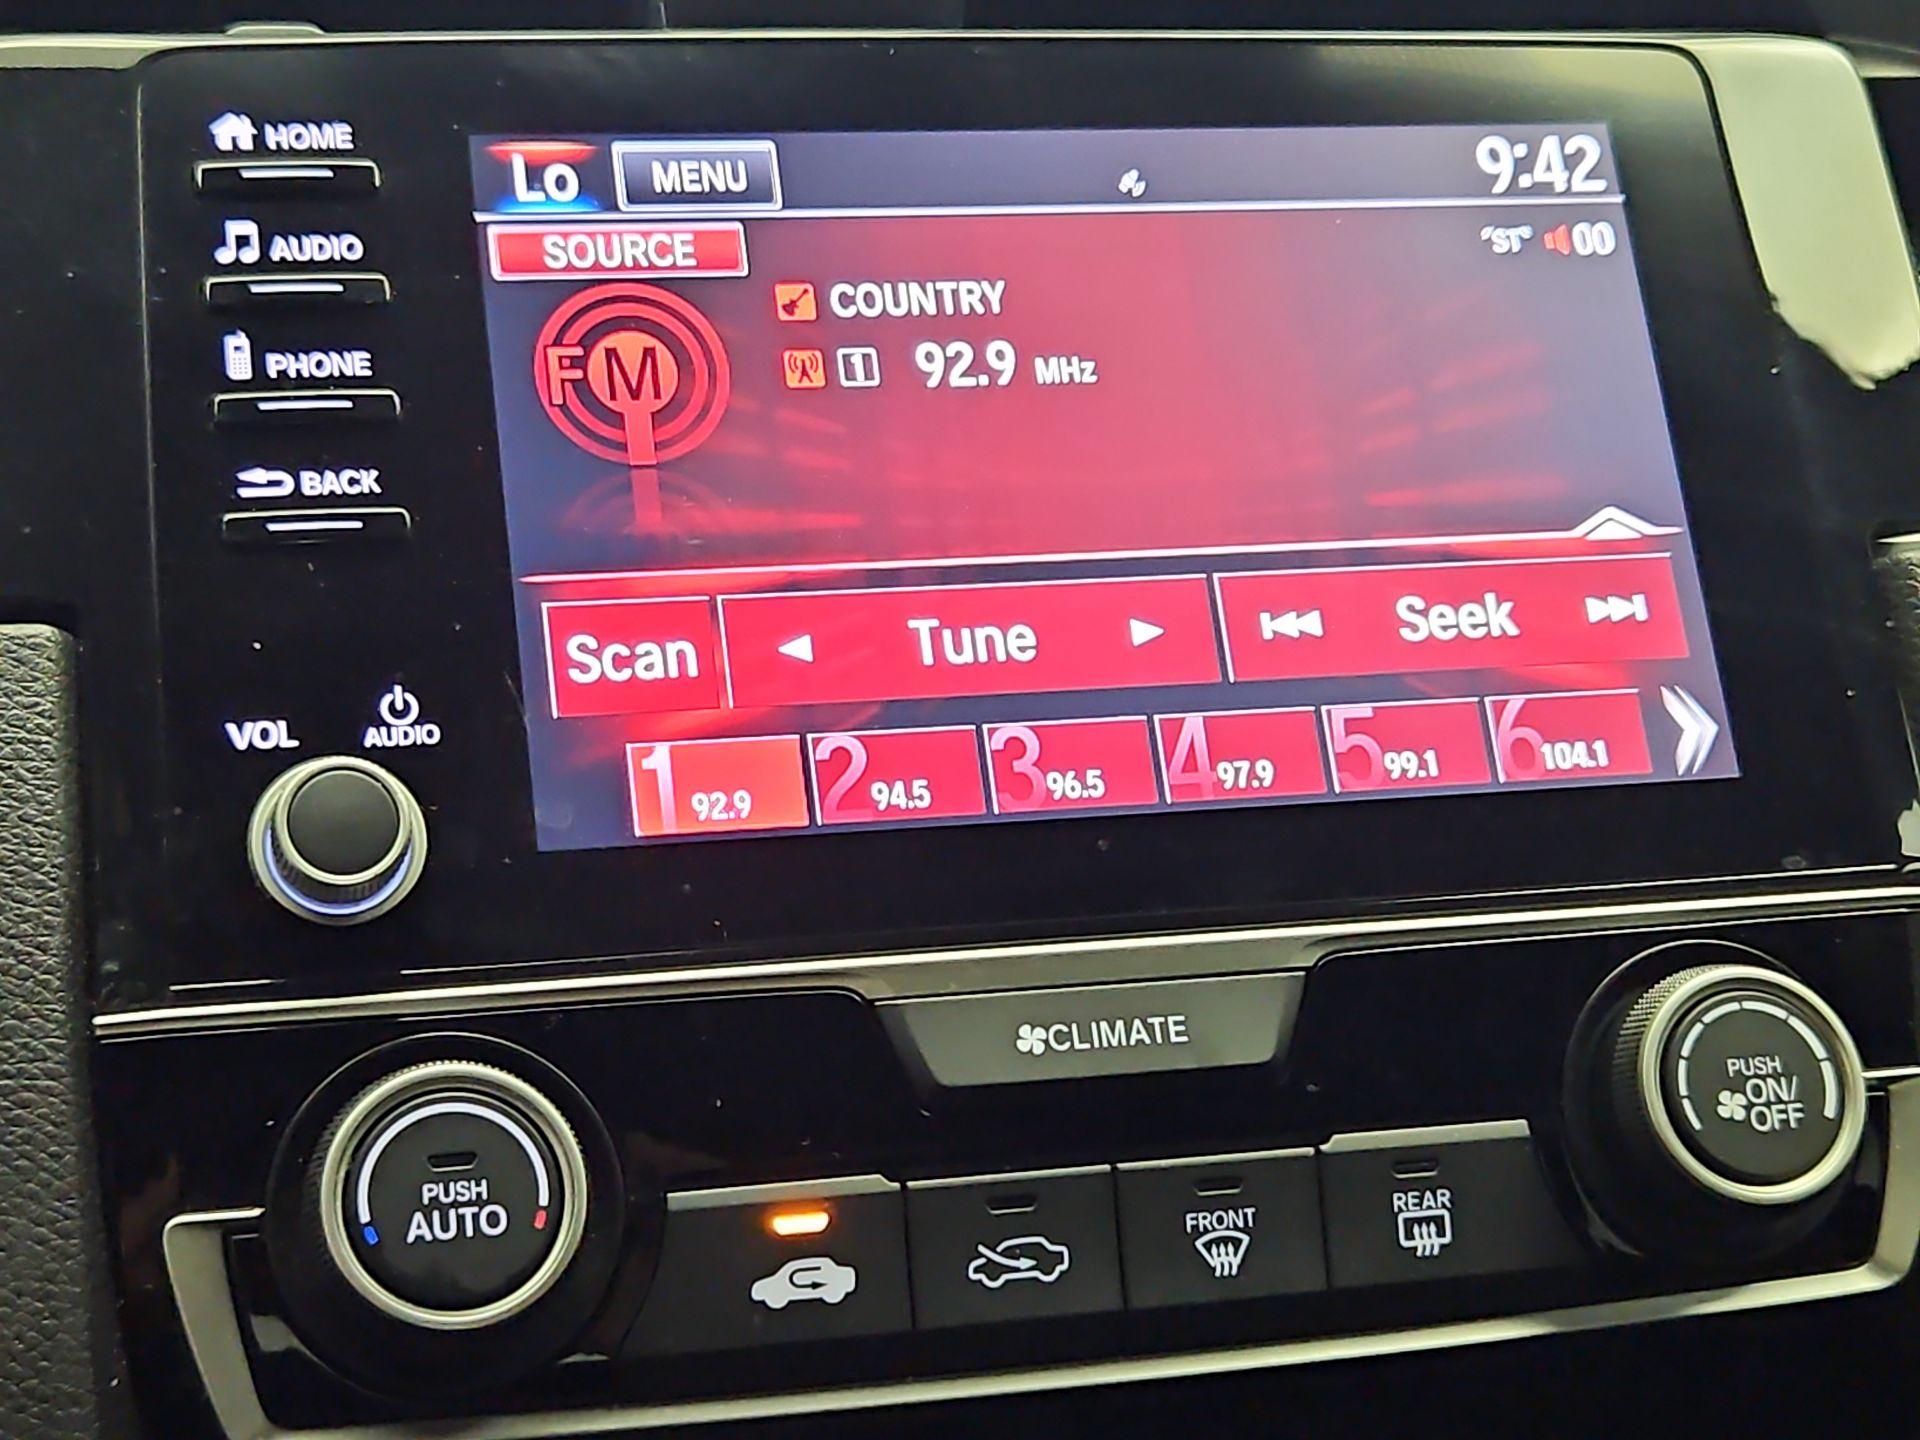 HOME
Lo MENU 9:42
AUDIO
SOURCE "ST" 00
COUNTRY
PHONE
FM
1 92.9 MHz
BACK
Scan Tune Seek
VOL AUDIO
1 92.9 2 94.5 3 96.5 4 97.9 5 99.1 6 104.1
CLIMATE
PUSH
AUTO
FRONT
REAR
PUSH
ON/
OFF